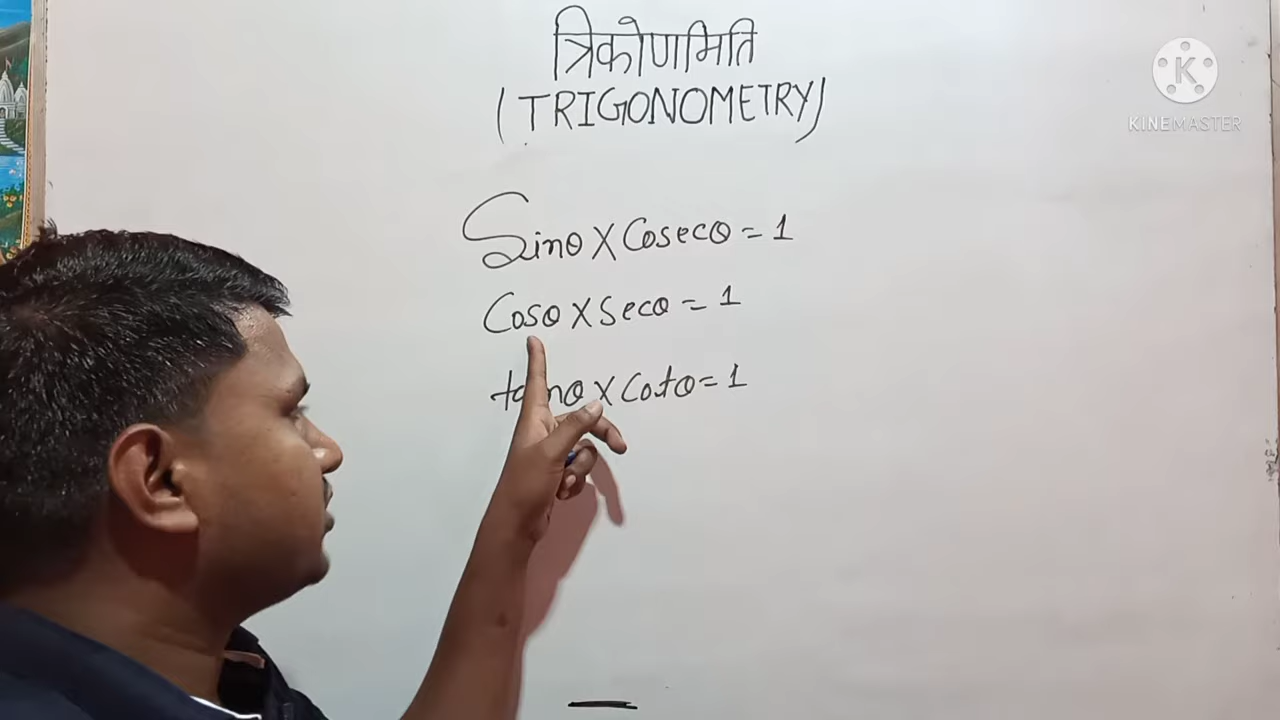 त्रिकोणमिति
(TRIGONOMETRY)
Sinθ X Cosecθ = 1
Cosθ X Secθ = 1
tanθ X Cotθ = 1
K
KINEMASTER